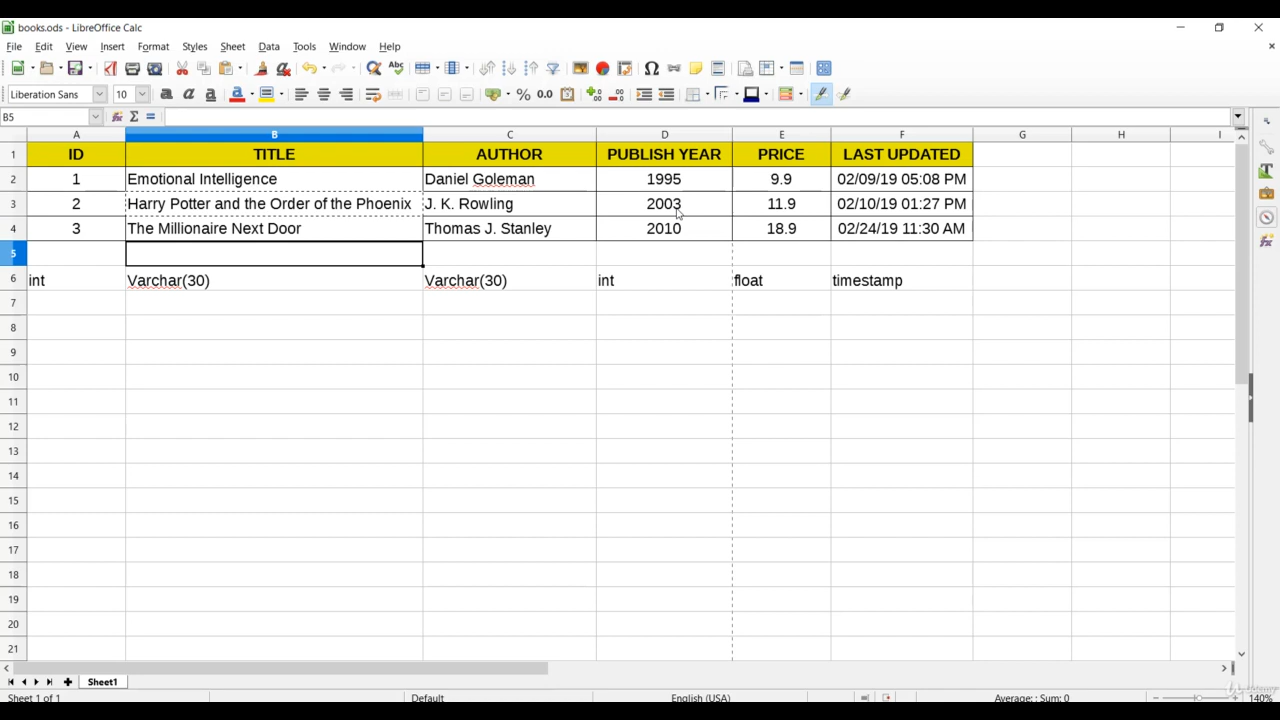 books.ods - LibreOffice Calc
File Edit View Insert Format Styles Sheet Data Tools Window Help
Liberation Sans 10
B5
A B C D E F G H I
1 ID TITLE AUTHOR PUBLISH YEAR PRICE LAST UPDATED
2 1 Emotional Intelligence Daniel Goleman 1995 9.9 02/09/19 05:08 PM
3 2 Harry Potter and the Order of the Phoenix J. K. Rowling 2003 11.9 02/10/19 01:27 PM
4 3 The Millionaire Next Door Thomas J. Stanley 2010 18.9 02/24/19 11:30 AM
5
6 int Varchar(30) Varchar(30) int float timestamp
7
8
9
10
11
12
13
14
15
16
17
18
19
20
21
Sheet1
Sheet 1 of 1 Default English (USA) Average: ; Sum: 0 140%